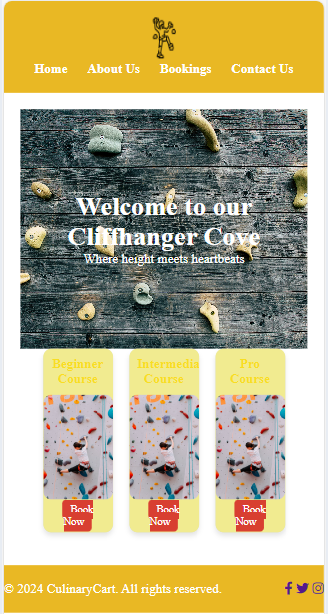 Home About Us Bookings Contact Us
Welcome to our
Cliffhanger Cove
Where height meets heartbeats
Beginner
Course
Intermedia
Course
Pro
Course
Book
Now
Book
Now
Book
Now
© 2024 CulinaryCart. All rights reserved.